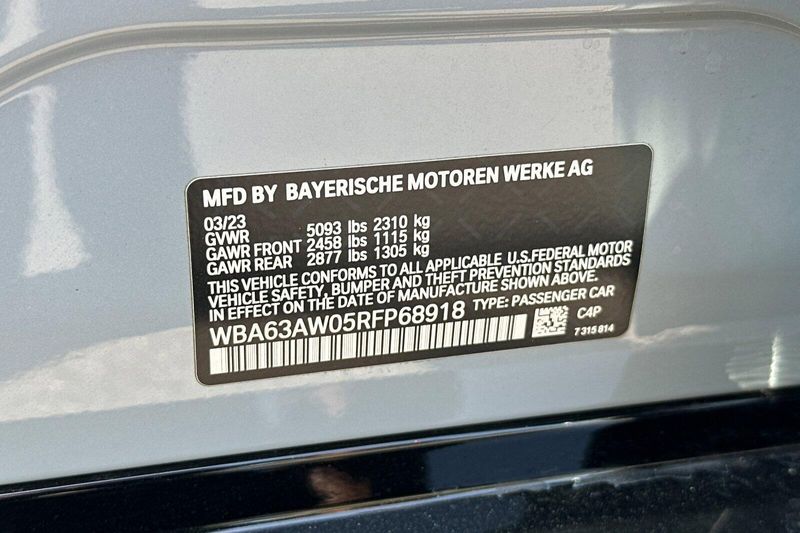 MFD BY BAYERISCHE MOTOREN WERKE AG
03/23
GVWR 5093 lbs 2310 kg
GAWR FRONT 2458 lbs 1115 kg
GAWR REAR 2877 lbs 1305 kg
THIS VEHICLE CONFORMS TO ALL APPLICABLE U.S.FEDERAL MOTOR
VEHICLE SAFETY, BUMPER AND THEFT PREVENTION STANDARDS
IN EFFECT ON THE DATE OF MANUFACTURE SHOWN ABOVE.
WBA63AW05RFP68918 TYPE: PASSENGER CAR
C4P
7 315 814